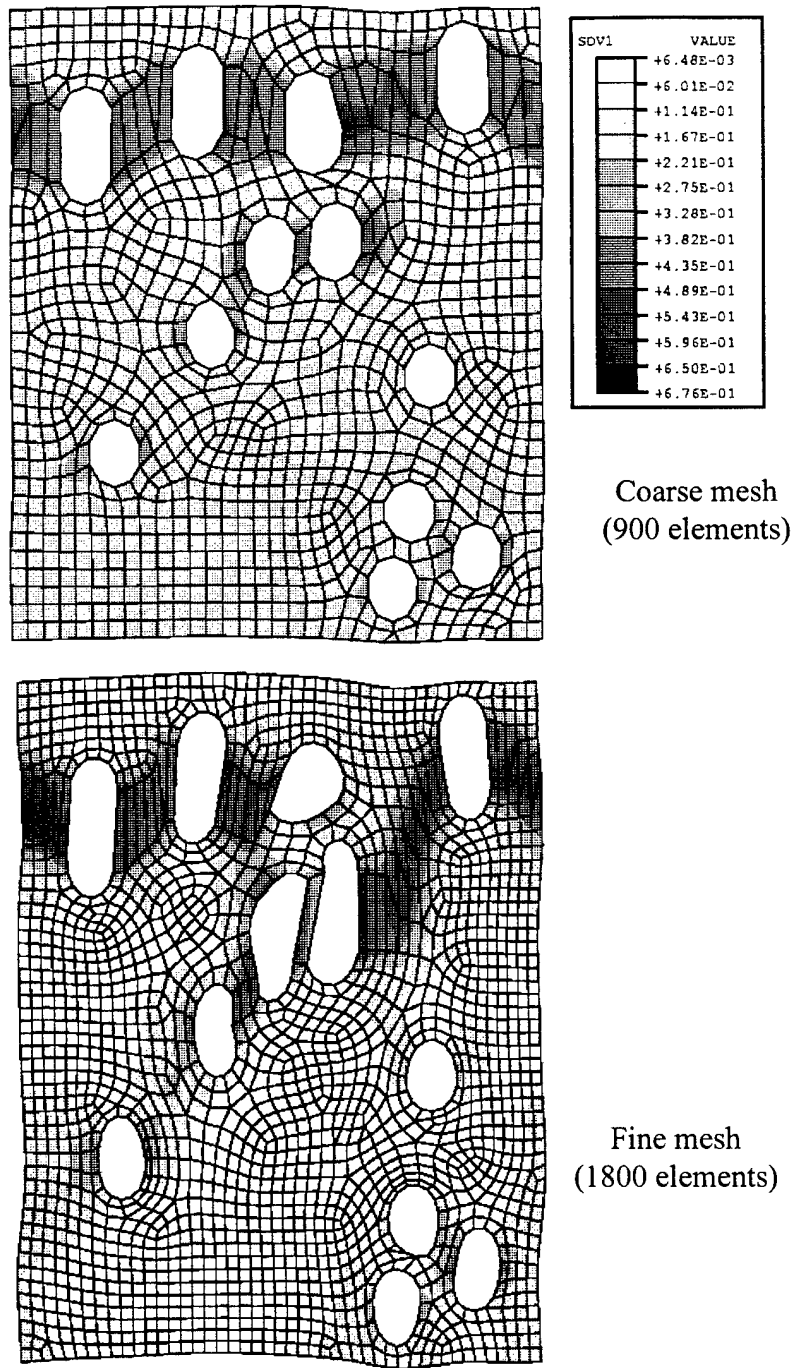 SDV1 VALUE
+6.48E-03
+6.01E-02
+1.14E-01
+1.67E-01
+2.21E-01
+2.75E-01
+3.28E-01
+3.82E-01
+4.35E-01
+4.89E-01
+5.43E-01
+5.96E-01
+6.50E-01
+6.76E-01
Coarse mesh
(900 elements)
Fine mesh
(1800 elements)